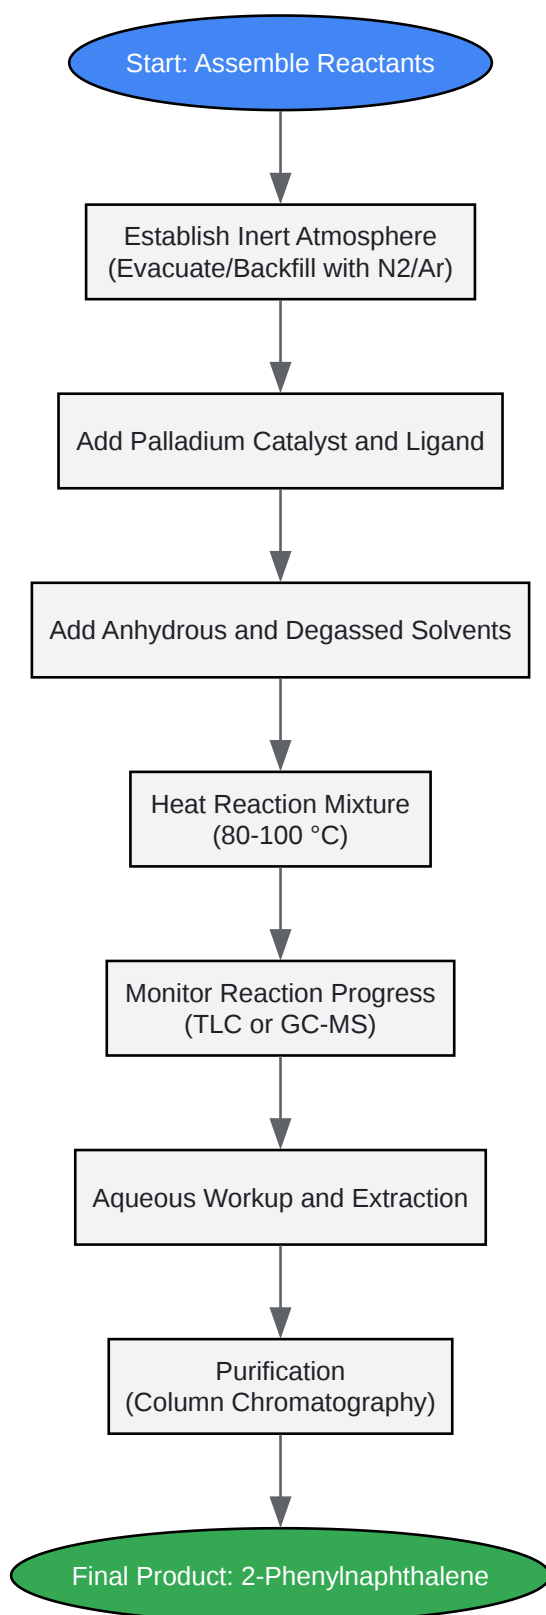 Start: Assemble Reactants
Establish Inert Atmosphere
(Evacuate/Backfill with N2/Ar)
Add Palladium Catalyst and Ligand
Add Anhydrous and Degassed Solvents
Heat Reaction Mixture
(80-100 °C)
Monitor Reaction Progress
(TLC or GC-MS)
Aqueous Workup and Extraction
Purification
(Column Chromatography)
Final Product: 2-Phenylnaphthalene